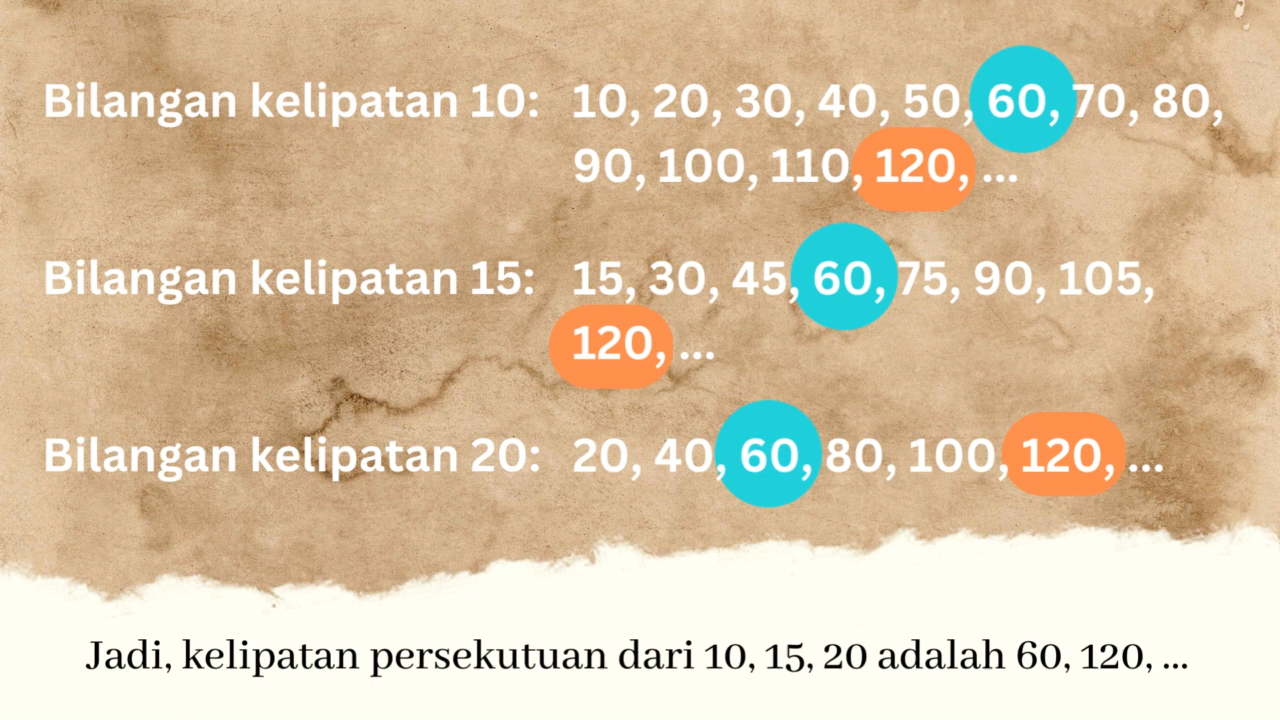 Bilangan kelipatan 10: 10, 20, 30, 40, 50, 60, 70, 80,
90, 100, 110, 120, ...
Bilangan kelipatan 15: 15, 30, 45, 60, 75, 90, 105,
120, ...
Bilangan kelipatan 20: 20, 40, 60, 80, 100, 120, ...
Jadi, kelipatan persekutuan dari 10, 15, 20 adalah 60, 120, ...